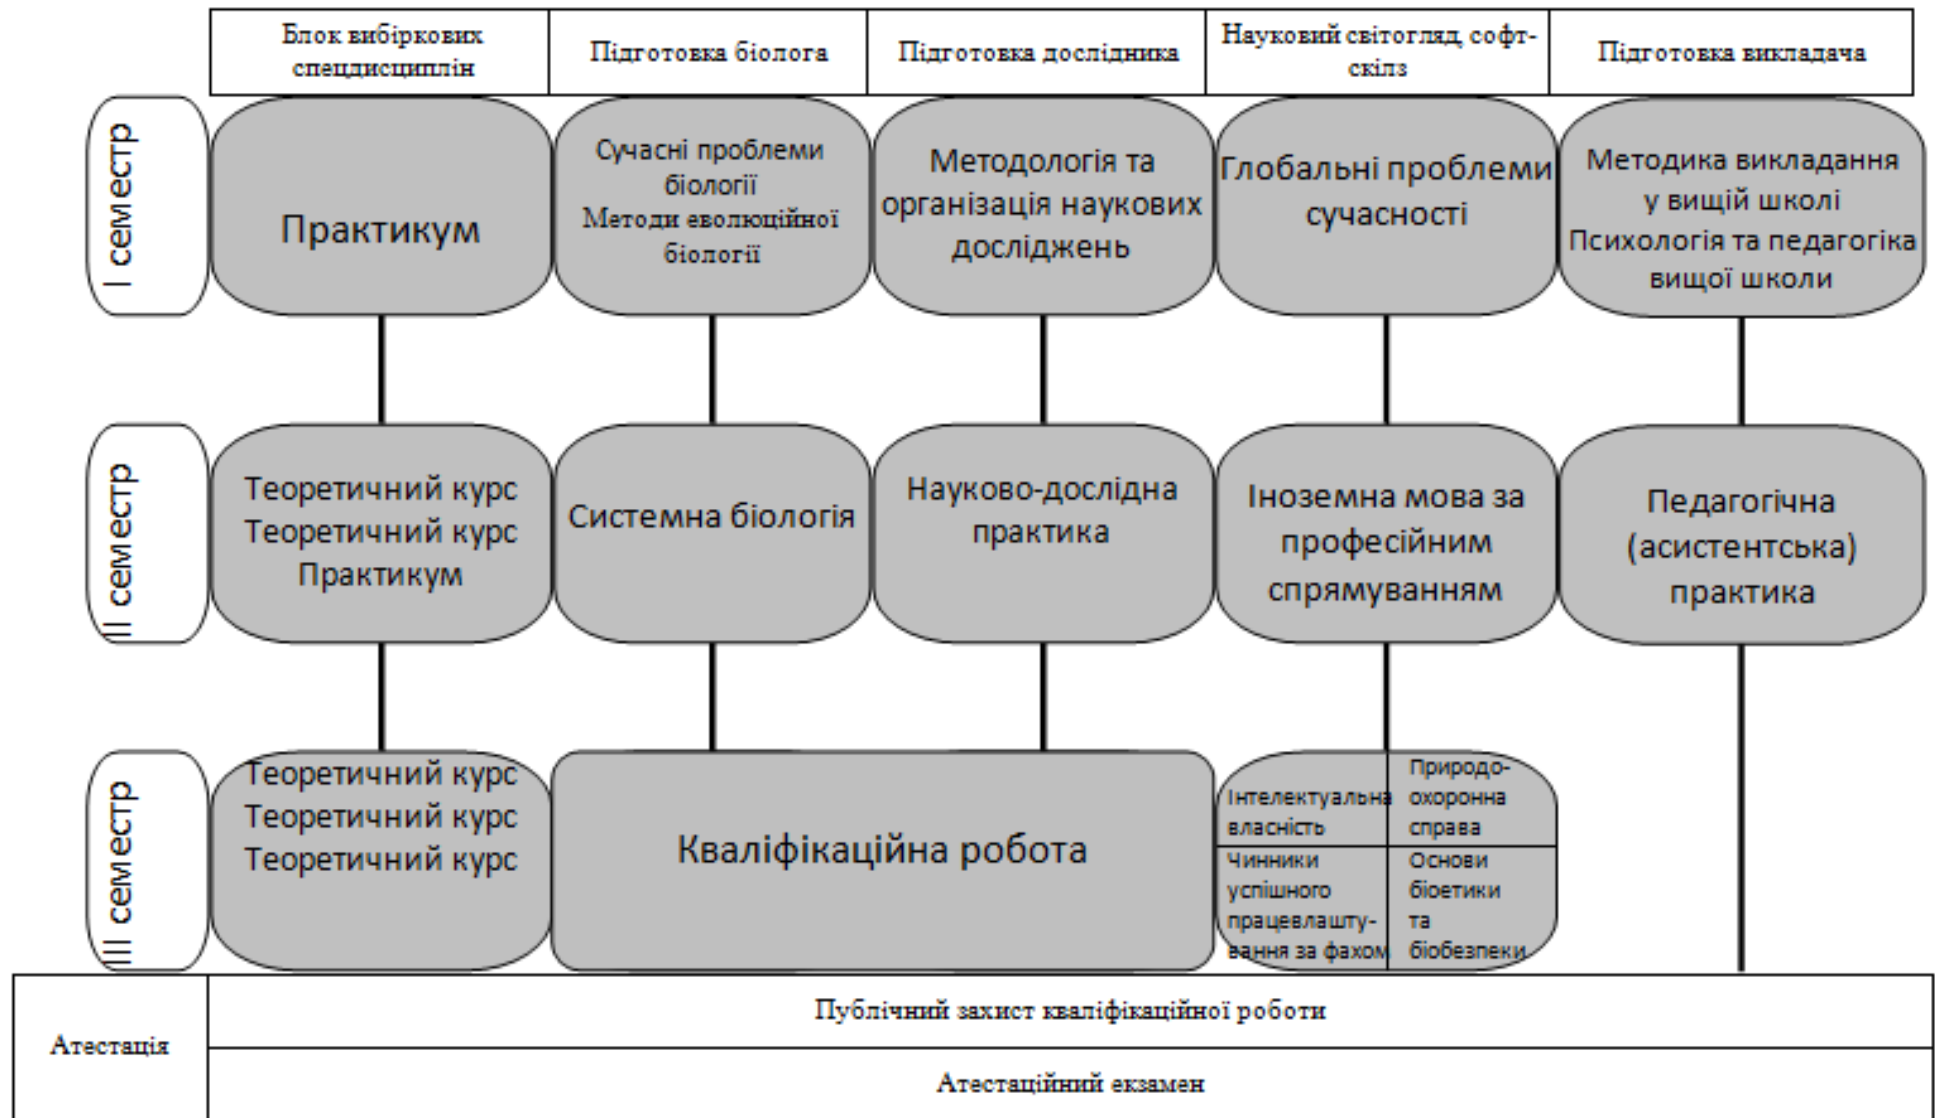 Блок вибіркових
спецдисциплін
Підготовка біолога
Підготовка дослідника
Науковий світогляд, софт-
скілз
Підготовка викладача
I семестр
Практикум
Сучасні проблеми
біології
Методи еволюційної
біології
Методологія та
організація наукових
досліджень
Глобальні проблеми
сучасності
Методика викладання
у вищій школі
Психологія та педагогіка
вищої школи
II семестр
Теоретичний курс
Теоретичний курс
Практикум
Системна біологія
Науково-дослідна
практика
Іноземна мова за
професійним
спрямуванням
Педагогічна
(асистентська)
практика
III семестр
Теоретичний курс
Теоретичний курс
Теоретичний курс
Кваліфікаційна робота
Інтелектуальна
власність
Природо-
охоронна
справа
Чинники
успішного
працевлашту-
вання за фахом
Основи
біоетики
та
біобезпеки
Атестація
Публічний захист кваліфікаційної роботи
Атестаційний екзамен